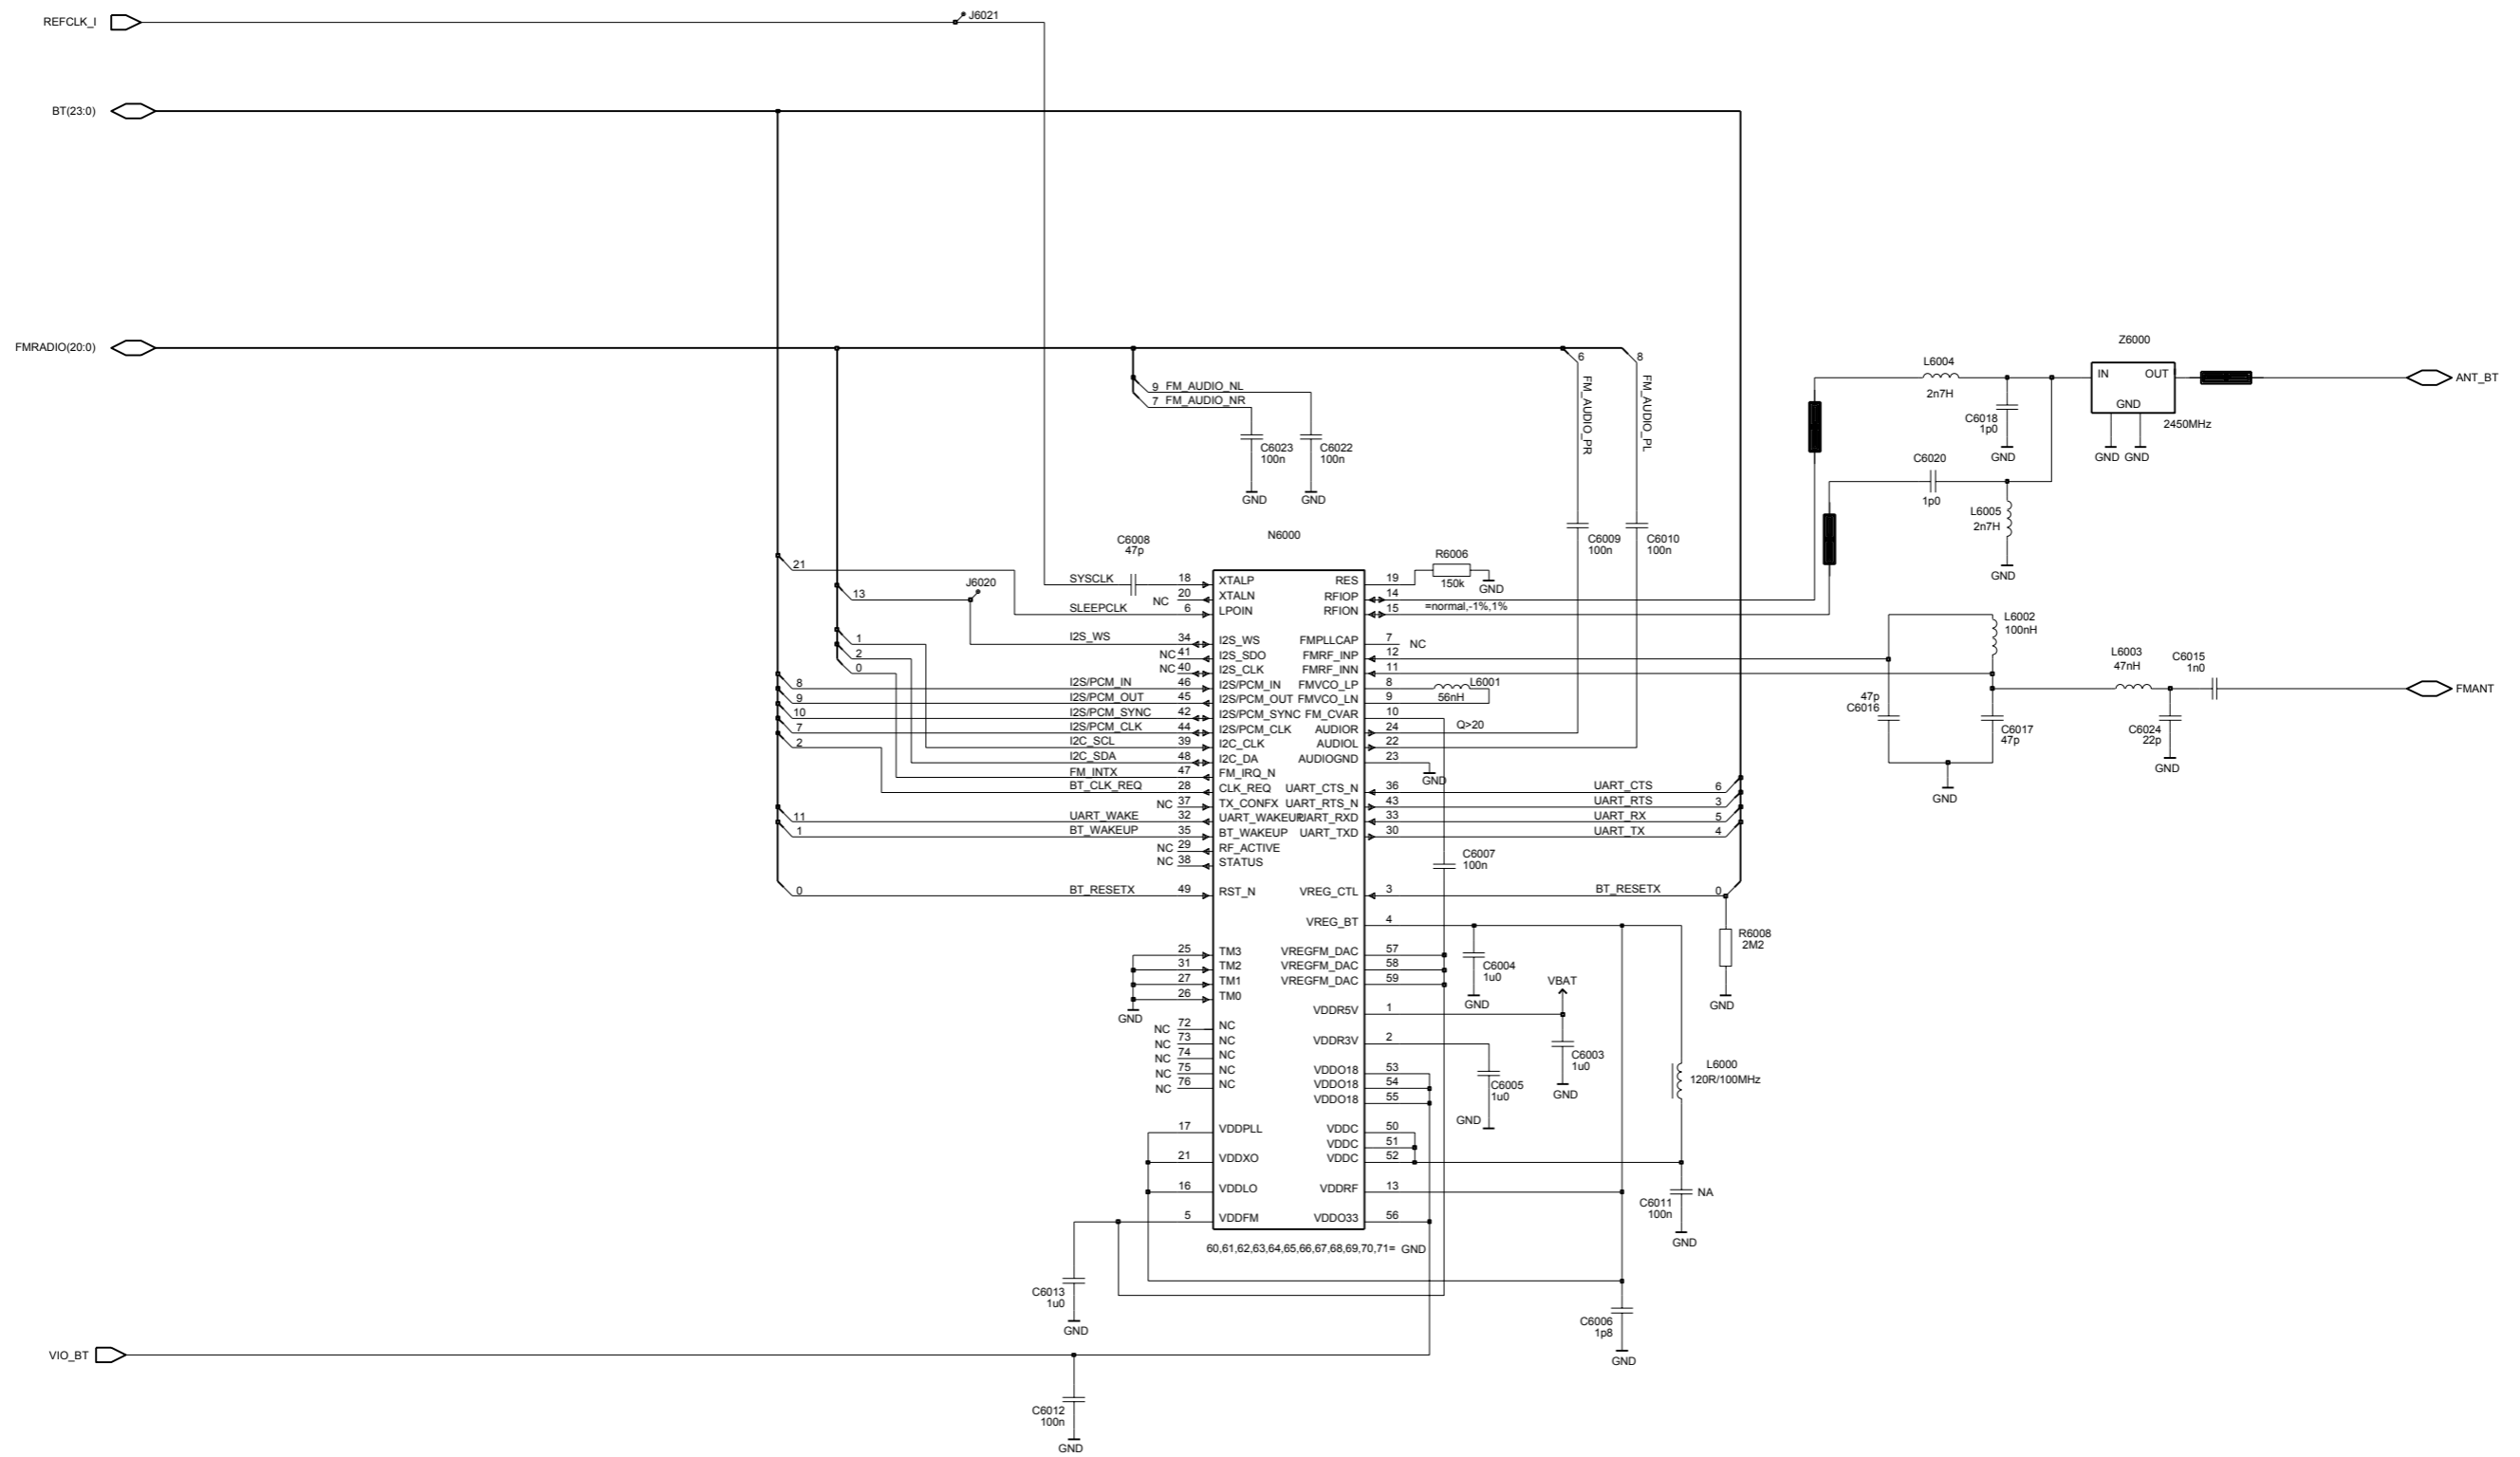 REFCLK_I
J6021
BT(23:0)
FMRADIO(20:0)
6
8
9 FM_AUDIO_NL
7 FM_AUDIO_NR
FM_AUDIO_PR
FM_AUDIO_PL
C6023
100n
C6022
100n
GND
GND
Z6000
L6004
2n7H
IN
OUT
GND
2450MHz
ANT_BT
C6018
1p0
GND
GND
GND
C6020
1p0
L6005
2n7H
GND
C6009
100n
C6010
100n
N6000
C6008
47p
R6006
150k
GND
21
13
J6020
1
2
0
8
9
10
7
2
11
1
0
SYSCLK 18 XTALP
NC 20 XTALN
SLEEPCLK 6 LPOIN
I2S_WS 34 I2S_WS
NC 41 I2S_SDO
NC 40 I2S_CLK
I2S/PCM_IN 46 I2S/PCM_IN
I2S/PCM_OUT 45 I2S/PCM_OUT
I2S/PCM_SYNC 42 I2S/PCM_SYNC
I2S/PCM_CLK 44 I2S/PCM_CLK
I2C_SCL 39 I2C_CLK
I2C_SDA 48 I2C_DA
FM_INTX 47 FM_IRQ_N
BT_CLK_REQ 28 CLK_REQ
NC 37 TX_CONFX
UART_WAKE 32 UART_WAKEUP
BT_WAKEUP 35 BT_WAKEUP
NC 29 RF_ACTIVE
NC 38 STATUS
BT_RESETX 49 RST_N
25 TM3
31 TM2
27 TM1
26 TM0
GND
NC 72 NC
NC 73 NC
NC 74 NC
NC 75 NC
NC 76 NC
17 VDDPLL
21 VDDXO
16 VDDLO
5 VDDFM
RES 19
RFIOP 14
RFION 15 =normal,-1%,1%
FMPLLCAP 7 NC
FMRF_INP 12
FMRF_INN 11
FMVCO_LP 8
FMVCO_LN 9
L6001
56nH
FM_CVAR 10
AUDIOR 24 Q>20
AUDIOL 22
AUDIOGND 23
GND
UART_CTS_N 36 UART_CTS 6
UART_RTS_N 43 UART_RTS 3
UART_RXD 33 UART_RX 5
UART_TXD 30 UART_TX 4
C6007
100n
VREG_CTL 3 BT_RESETX 0
VREG_BT 4
VREGFM_DAC 57
VREGFM_DAC 58
VREGFM_DAC 59
VDDR5V 1
VDDR3V 2
VDDO18 53
VDDO18 54
VDDO18 55
VDDC 50
VDDC 51
VDDC 52
VDDRF 13
VDDO33 56
60,61,62,63,64,65,66,67,68,69,70,71= GND
L6002
100nH
L6003
47nH
C6015
1n0
FMANT
47p
C6016
C6017
47p
C6024
22p
GND
GND
R6008
2M2
GND
C6004
1u0
GND
VBAT
C6003
1u0
GND
C6005
1u0
GND
L6000
120R/100MHz
C6011
100n
NA
GND
C6013
1u0
GND
C6006
1p8
GND
VIO_BT
C6012
100n
GND